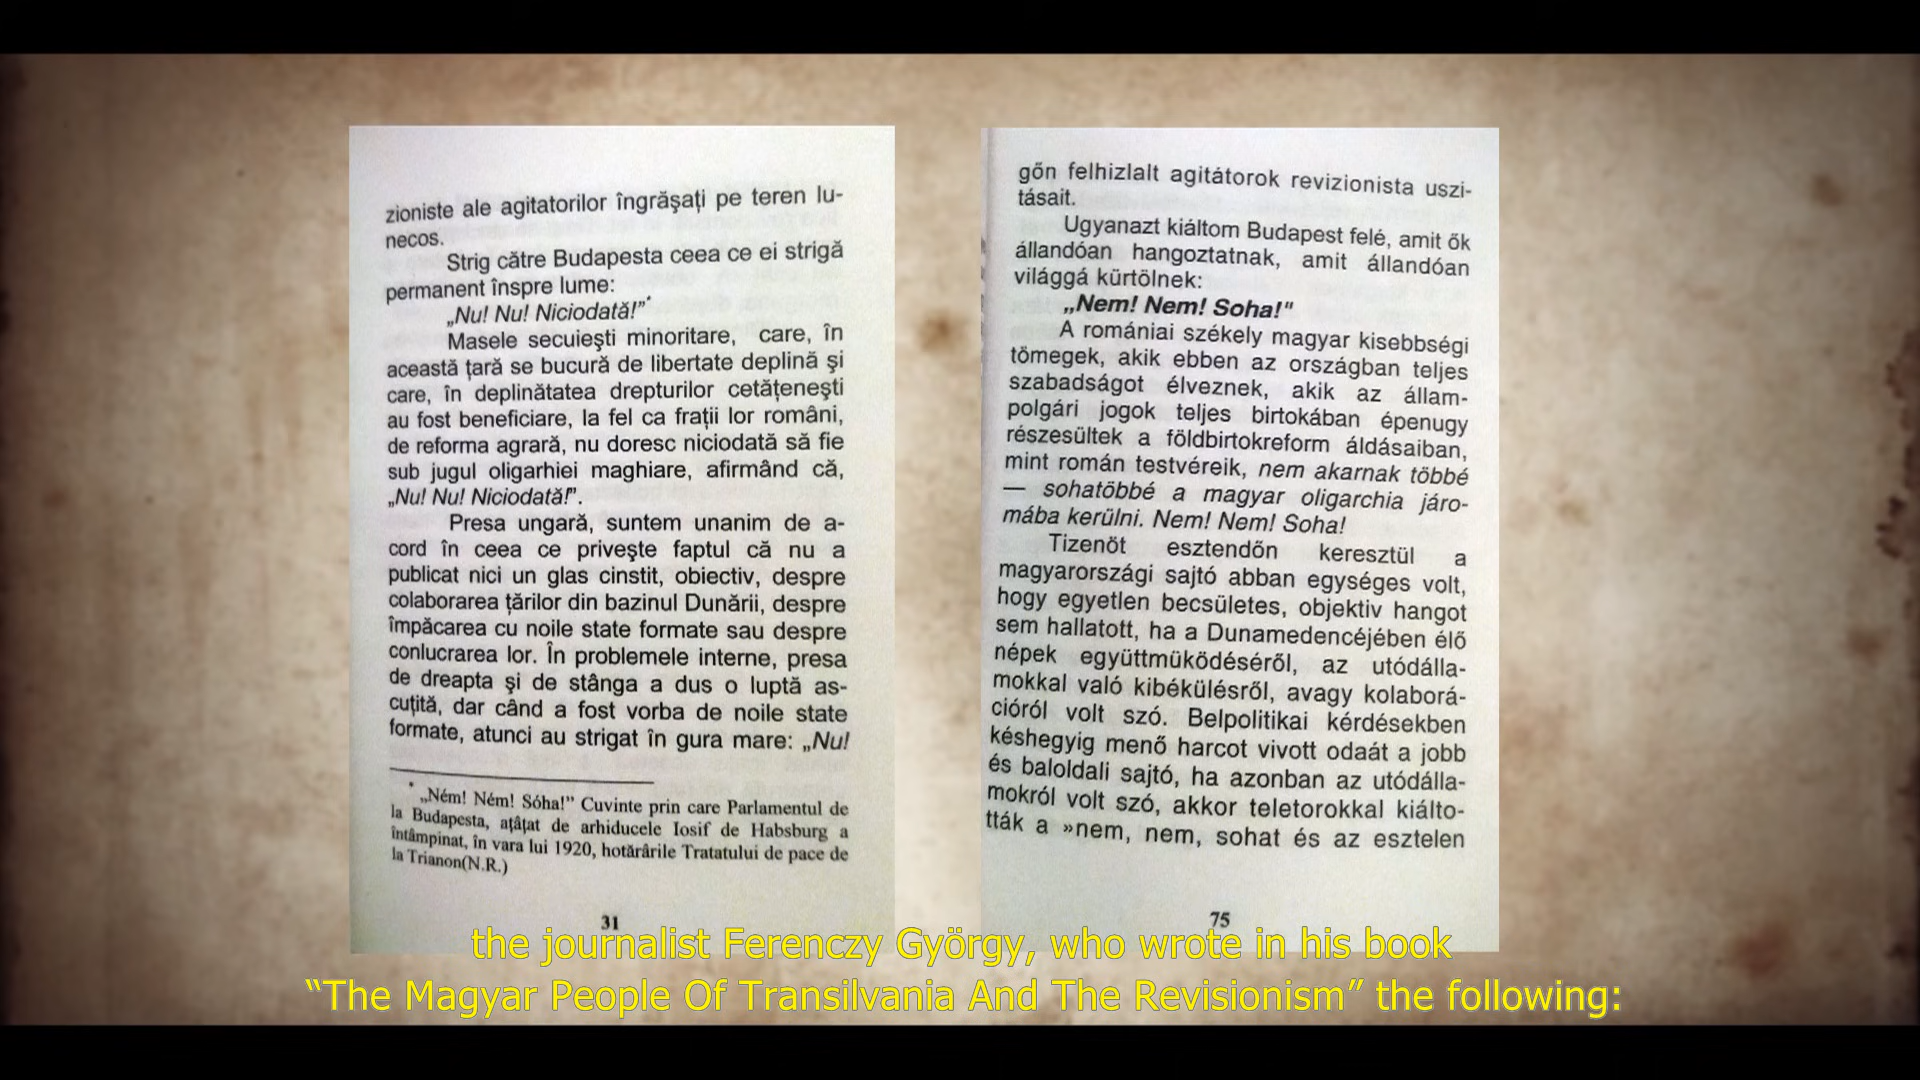 zioniste ale agitatorilor îngrăşaţi pe teren lu-
necos.
Strig către Budapesta ceea ce ei strigă
permanent înspre lume:
„Nu! Nu! Niciodată!”*
Masele secuieşti minoritare, care, în
această ţară se bucură de libertate deplină şi
care, în deplinătatea drepturilor cetăţeneşti
au fost beneficiare, la fel ca fraţii lor români,
de reforma agrară, nu doresc niciodată să fie
sub jugul oligarhiei maghiare, afirmând că,
„Nu! Nu! Niciodată!”.
Presa ungară, suntem unanim de a-
cord în ceea ce priveşte faptul că nu a
publicat nici un glas cinstit, obiectiv, despre
colaborarea ţărilor din bazinul Dunării, despre
împăcarea cu noile state formate sau despre
conlucrarea lor. În problemele interne, presa
de dreapta şi de stânga a dus o luptă as-
cuţită, dar când a fost vorba de noile state
formate, atunci au strigat în gura mare: „Nu!
* „Ném! Ném! Sóha!” Cuvinte prin care Parlamentul de
la Budapesta, aţâţat de arhiducele Iosif de Habsburg a
întâmpinat, în vara lui 1920, hotărârile Tratatului de pace de
la Trianon(N.R.)
31
gőn felhizlalt agitátorok revizionista uszi-
tásait.
Ugyanazt kiáltom Budapest felé, amit ők
állandóan hangoztatnak, amit állandóan
világgá kürtölnek:
„Nem! Nem! Soha!"
A romániai székely magyar kisebbségi
tömegek, akik ebben az országban teljes
szabadságot élveznek, akik az állam-
polgári jogok teljes birtokában épenugy
részesültek a földbirtokreform áldásaiban,
mint román testvéreik, nem akarnak többé
— sohatöbbé a magyar oligarchia járo-
mába kerülni. Nem! Nem! Soha!
Tizenöt esztendőn keresztül a
magyarországi sajtó abban egységes volt,
hogy egyetlen becsületes, objektiv hangot
sem hallatott, ha a Dunamedencéjében élő
népek együttmüködéséről, az utódálla-
mokkal való kibékülésről, avagy kolaborá-
cióról volt szó. Belpolitikai kérdésekben
késhegyig menő harcot vivott odaát a jobb
és baloldali sajtó, ha azonban az utódálla-
mokról volt szó, akkor teletorokkal kiálto-
tták a »nem, nem, sohat és az esztelen
75
the journalist Ferenczy György, who wrote in his book
“The Magyar People Of Transilvania And The Revisionism” the following: